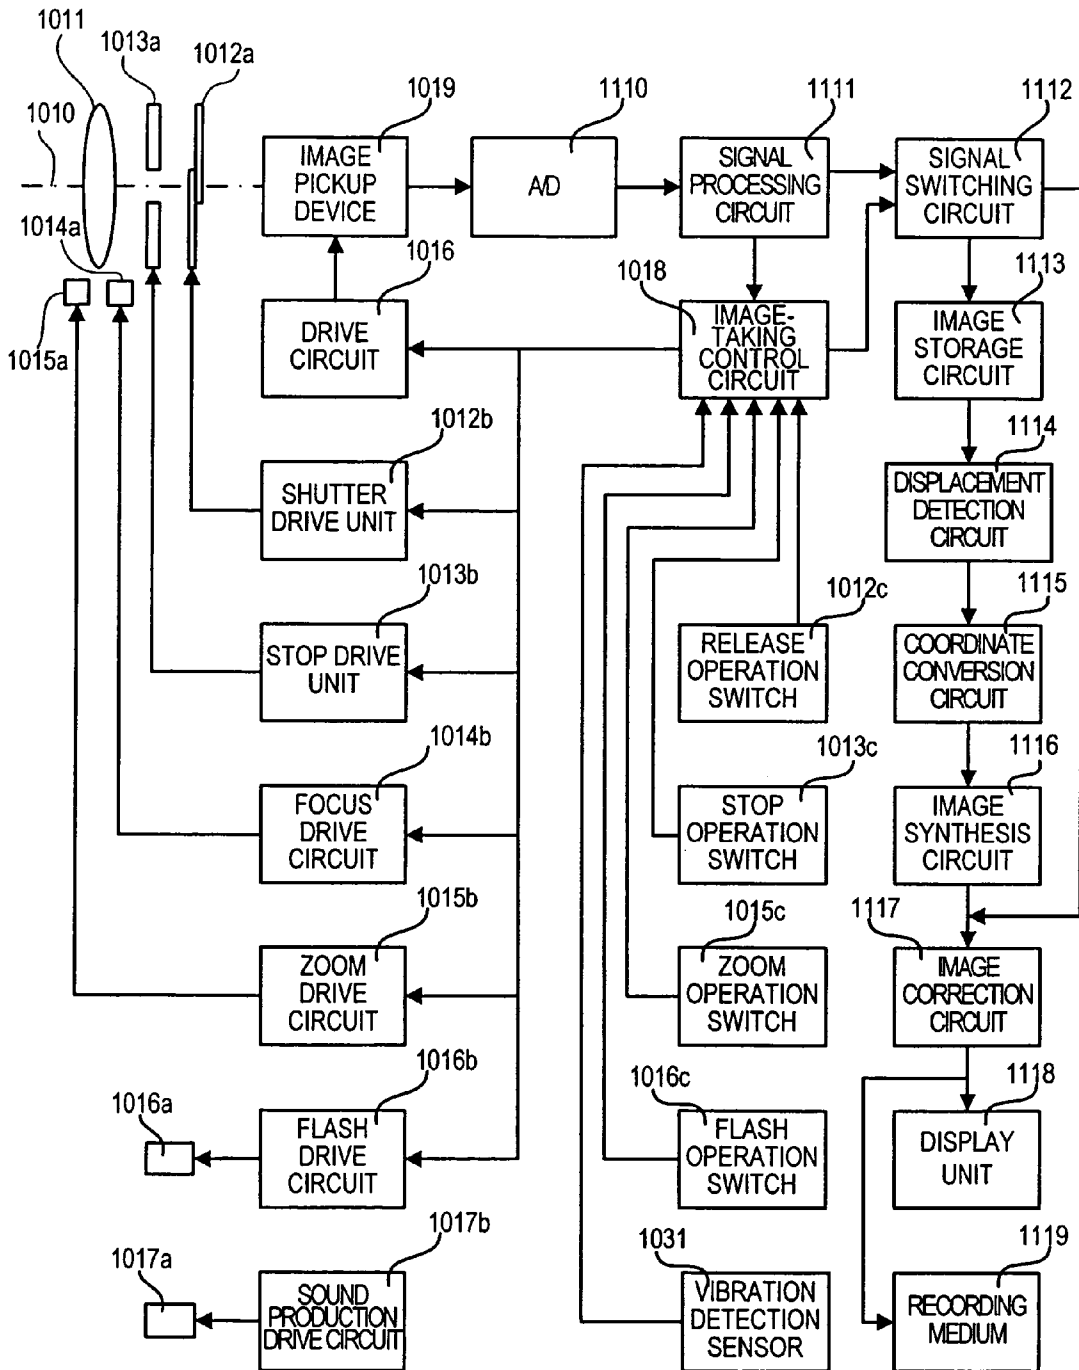 1011
1013a
1012a
1010
1014a
1015a
1019
IMAGE
PICKUP
DEVICE
1110
A/D
1111
SIGNAL
PROCESSING
CIRCUIT
1112
SIGNAL
SWITCHING
CIRCUIT
1016
DRIVE
CIRCUIT
1018
IMAGE-
TAKING
CONTROL
CIRCUIT
1113
IMAGE
STORAGE
CIRCUIT
1012b
SHUTTER
DRIVE UNIT
1114
DISPLACEMENT
DETECTION
CIRCUIT
1013b
STOP DRIVE
UNIT
1012c
RELEASE
OPERATION
SWITCH
1115
COORDINATE
CONVERSION
CIRCUIT
1014b
FOCUS
DRIVE
CIRCUIT
1013c
STOP
OPERATION
SWITCH
1116
IMAGE
SYNTHESIS
CIRCUIT
1015b
ZOOM
DRIVE
CIRCUIT
1015c
ZOOM
OPERATION
SWITCH
1117
IMAGE
CORRECTION
CIRCUIT
1016a
1016b
FLASH
DRIVE
CIRCUIT
1016c
FLASH
OPERATION
SWITCH
1118
DISPLAY
UNIT
1017a
1017b
SOUND
PRODUCTION
DRIVE CIRCUIT
1031
VIBRATION
DETECTION
SENSOR
1119
RECORDING
MEDIUM